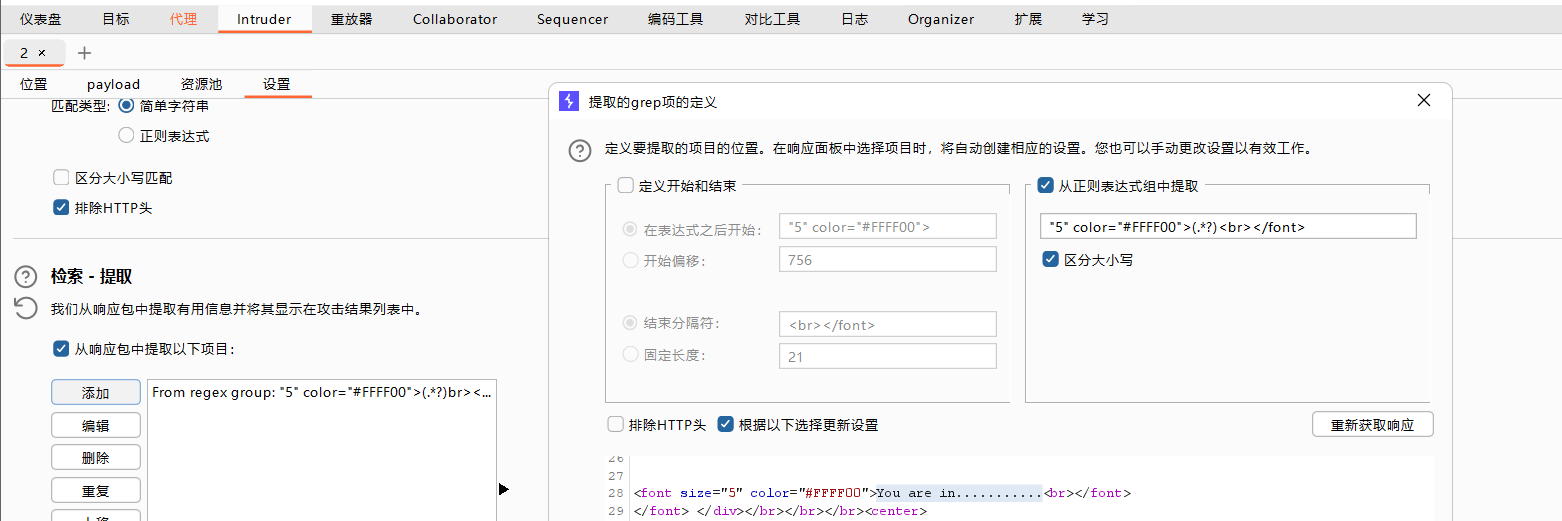 仪表盘 目标 代理 Intruder 重放器 Collaborator Sequencer 编码工具 对比工具 日志 Organizer 扩展 学习
2 × +
位置 payload 资源池 设置
匹配类型: 简单字符串
正则表达式
区分大小写匹配
排除HTTP头
检索 - 提取
我们从响应包中提取有用信息并将其显示在攻击结果列表中。
从响应包中提取以下项目:
添加
编辑
删除
重复
上移
From regex group: "5" color="#FFFF00">(.*?)br><...
提取的grep项的定义
定义要提取的项目的位置。在响应面板中选择项目时，将自动创建相应的设置。您也可以手动更改设置以有效工作。
定义开始和结束
在表达式之后开始: "5" color="#FFFF00">
开始偏移: 756
结束分隔符: <br></font>
固定长度: 21
从正则表达式组中提取
"5" color="#FFFF00">(.*?)<br></font>
区分大小写
排除HTTP头 根据以下选择更新设置 重新获取响应
26
27
28 <font size="5" color="#FFFF00">You are in...........<br></font>
29 </font> </div></br></br></br><center>